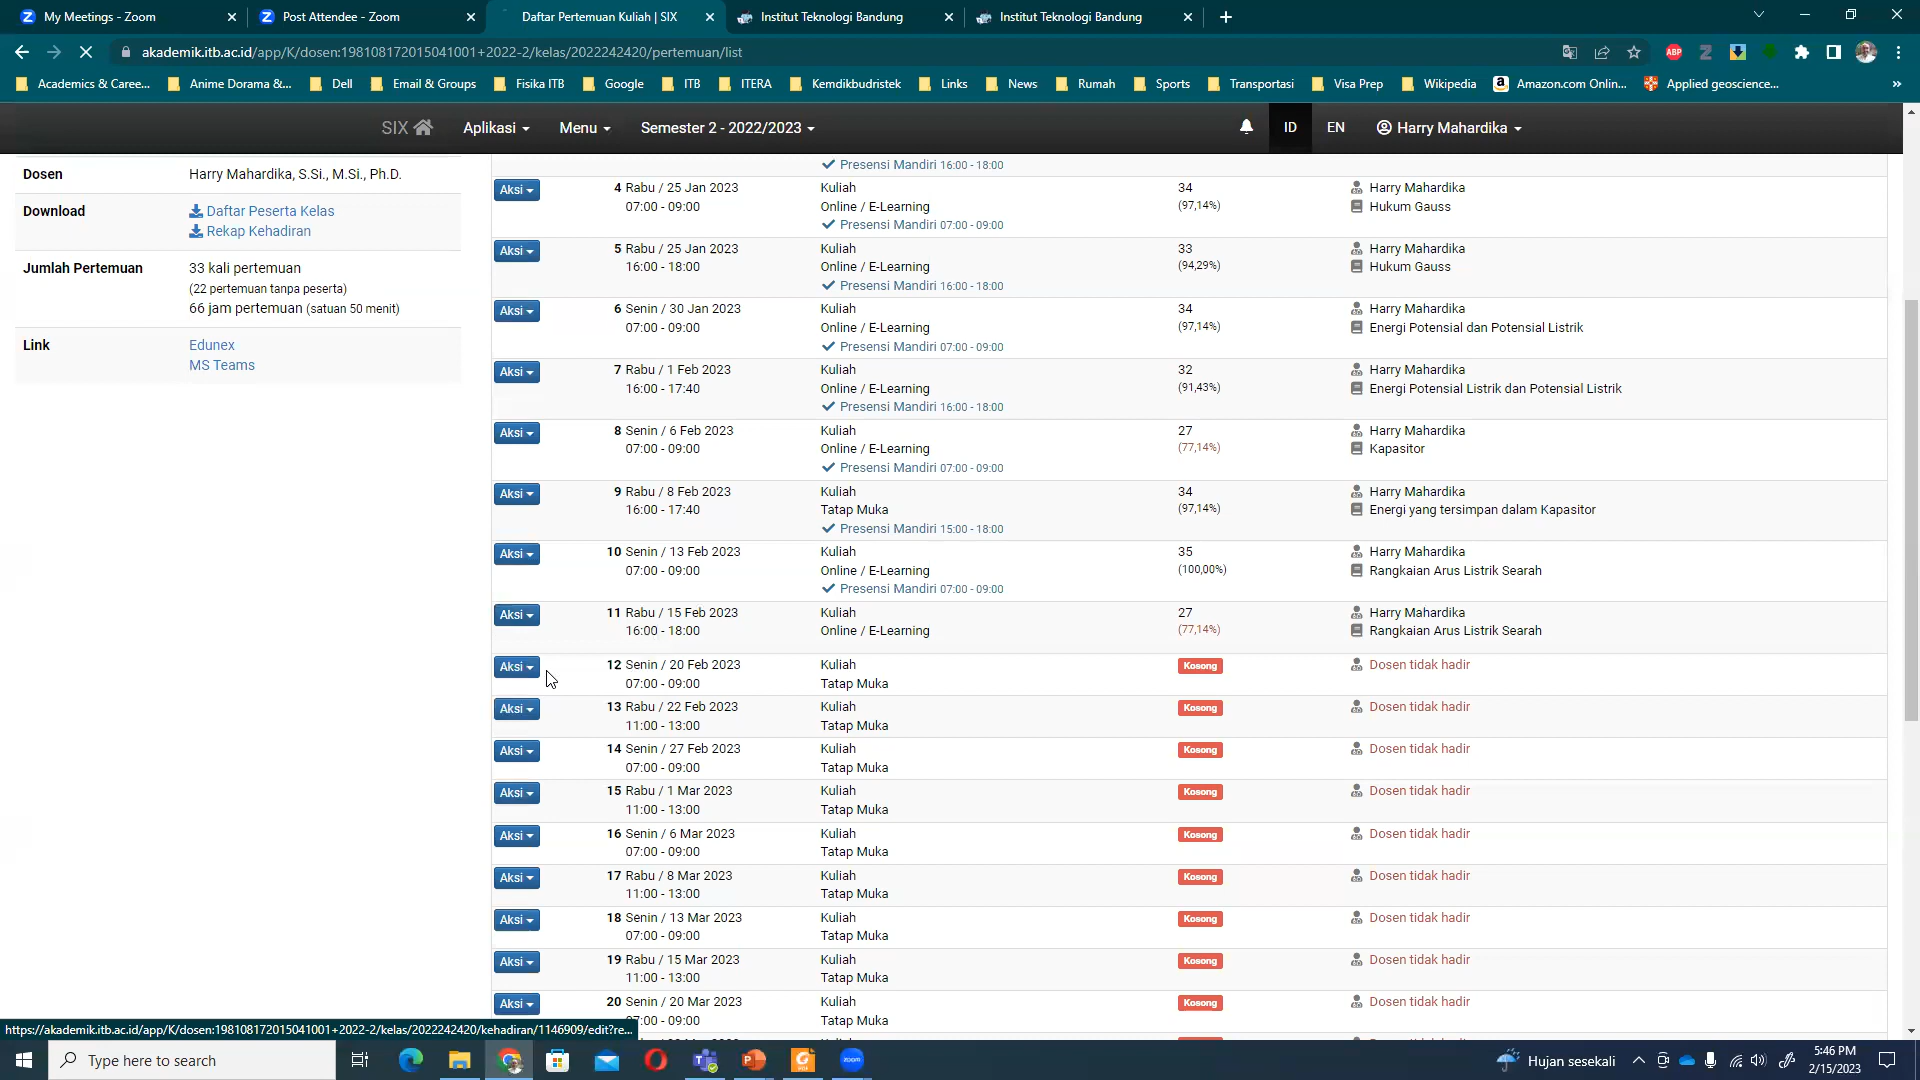 My Meetings - Zoom
Post Attendee - Zoom
Daftar Pertemuan Kuliah | SIX
Institut Teknologi Bandung
Institut Teknologi Bandung
akademik.itb.ac.id/app/K/dosen:198108172015041001+2022-2/kelas/2022242420/pertemuan/list
ABP
Academics & Caree...
Anime Dorama &...
Dell
Email & Groups
Fisika ITB
Google
ITB
ITERA
Kemdikbudristek
Links
News
Rumah
Sports
Transportasi
Visa Prep
Wikipedia
Amazon.com Onlin...
Applied geoscience...
SIX
Aplikasi
Menu
Semester 2 - 2022/2023
ID
EN
Harry Mahardika
Dosen
Harry Mahardika, S.Si., M.Si., Ph.D.
Download
Daftar Peserta Kelas
Rekap Kehadiran
Jumlah Pertemuan
33 kali pertemuan
(22 pertemuan tanpa peserta)
66 jam pertemuan (satuan 50 menit)
Link
Edunex
MS Teams
Presensi Mandiri 16:00 - 18:00
Aksi 4 Rabu / 25 Jan 2023 Kuliah 34 Harry Mahardika
07:00 - 09:00 Online / E-Learning (97,14%) Hukum Gauss
Presensi Mandiri 07:00 - 09:00
Aksi 5 Rabu / 25 Jan 2023 Kuliah 33 Harry Mahardika
16:00 - 18:00 Online / E-Learning (94,29%) Hukum Gauss
Presensi Mandiri 16:00 - 18:00
Aksi 6 Senin / 30 Jan 2023 Kuliah 34 Harry Mahardika
07:00 - 09:00 Online / E-Learning (97,14%) Energi Potensial dan Potensial Listrik
Presensi Mandiri 07:00 - 09:00
Aksi 7 Rabu / 1 Feb 2023 Kuliah 32 Harry Mahardika
16:00 - 17:40 Online / E-Learning (91,43%) Energi Potensial Listrik dan Potensial Listrik
Presensi Mandiri 16:00 - 18:00
Aksi 8 Senin / 6 Feb 2023 Kuliah 27 Harry Mahardika
07:00 - 09:00 Online / E-Learning (77,14%) Kapasitor
Presensi Mandiri 07:00 - 09:00
Aksi 9 Rabu / 8 Feb 2023 Kuliah 34 Harry Mahardika
16:00 - 17:40 Tatap Muka (97,14%) Energi yang tersimpan dalam Kapasitor
Presensi Mandiri 15:00 - 18:00
Aksi 10 Senin / 13 Feb 2023 Kuliah 35 Harry Mahardika
07:00 - 09:00 Online / E-Learning (100,00%) Rangkaian Arus Listrik Searah
Presensi Mandiri 07:00 - 09:00
Aksi 11 Rabu / 15 Feb 2023 Kuliah 27 Harry Mahardika
16:00 - 18:00 Online / E-Learning (77,14%) Rangkaian Arus Listrik Searah
Aksi 12 Senin / 20 Feb 2023 Kuliah Kosong Dosen tidak hadir
07:00 - 09:00 Tatap Muka
Aksi 13 Rabu / 22 Feb 2023 Kuliah Kosong Dosen tidak hadir
11:00 - 13:00 Tatap Muka
Aksi 14 Senin / 27 Feb 2023 Kuliah Kosong Dosen tidak hadir
07:00 - 09:00 Tatap Muka
Aksi 15 Rabu / 1 Mar 2023 Kuliah Kosong Dosen tidak hadir
11:00 - 13:00 Tatap Muka
Aksi 16 Senin / 6 Mar 2023 Kuliah Kosong Dosen tidak hadir
07:00 - 09:00 Tatap Muka
Aksi 17 Rabu / 8 Mar 2023 Kuliah Kosong Dosen tidak hadir
11:00 - 13:00 Tatap Muka
Aksi 18 Senin / 13 Mar 2023 Kuliah Kosong Dosen tidak hadir
07:00 - 09:00 Tatap Muka
Aksi 19 Rabu / 15 Mar 2023 Kuliah Kosong Dosen tidak hadir
11:00 - 13:00 Tatap Muka
Aksi 20 Senin / 20 Mar 2023 Kuliah Kosong Dosen tidak hadir
07:00 - 09:00 Tatap Muka
https://akademik.itb.ac.id/app/K/dosen:198108172015041001+2022-2/kelas/2022242420/kehadiran/1146909/edit?re...
Type here to search
zoom
Hujan sesekali
5:46 PM
2/15/2023